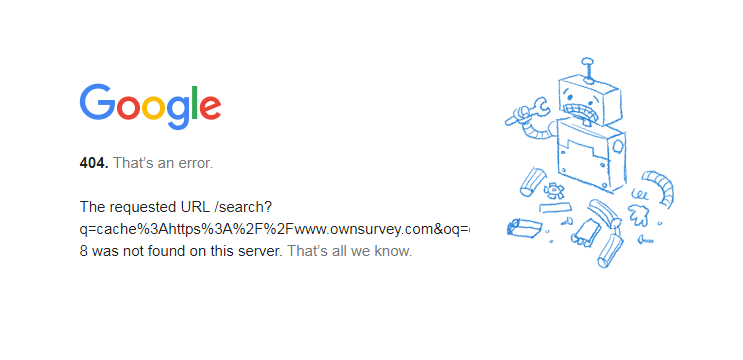 Google
404. That's an error.
The requested URL /search?
q=cache%3Ahttps%3A%2F%2Fwww.ownsurvey.com&oq=
8 was not found on this server. That's all we know.